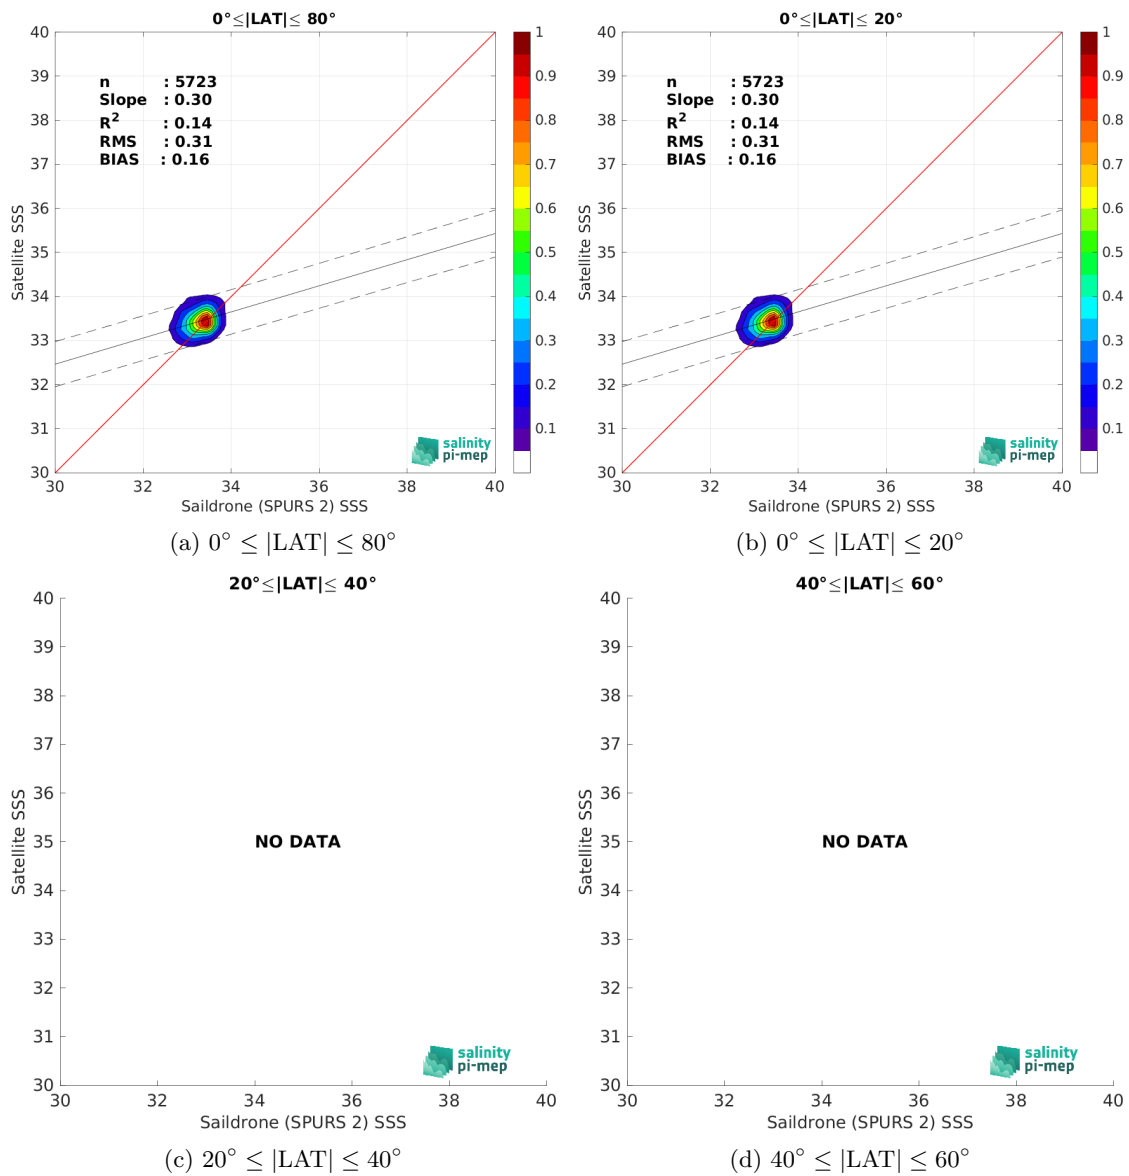 0°≤|LAT|≤ 80°
40
39
38
37
36
35
34
33
32
31
30
Satellite SSS
n : 5723
Slope : 0.30
R² : 0.14
RMS : 0.31
BIAS : 0.16
1
0.9
0.8
0.7
0.6
0.5
0.4
0.3
0.2
0.1
salinity
pi-mep
30 32 34 36 38 40
Saildrone (SPURS 2) SSS
(a) 0° ≤ |LAT| ≤ 80°
0°≤|LAT|≤ 20°
40
39
38
37
36
35
34
33
32
31
30
Satellite SSS
n : 5723
Slope : 0.30
R² : 0.14
RMS : 0.31
BIAS : 0.16
1
0.9
0.8
0.7
0.6
0.5
0.4
0.3
0.2
0.1
salinity
pi-mep
30 32 34 36 38 40
Saildrone (SPURS 2) SSS
(b) 0° ≤ |LAT| ≤ 20°
20°≤|LAT|≤ 40°
40
39
38
37
36
35
34
33
32
31
30
Satellite SSS
NO DATA
salinity
pi-mep
30 32 34 36 38 40
Saildrone (SPURS 2) SSS
(c) 20° ≤ |LAT| ≤ 40°
40°≤|LAT|≤ 60°
40
39
38
37
36
35
34
33
32
31
30
Satellite SSS
NO DATA
salinity
pi-mep
30 32 34 36 38 40
Saildrone (SPURS 2) SSS
(d) 40° ≤ |LAT| ≤ 60°